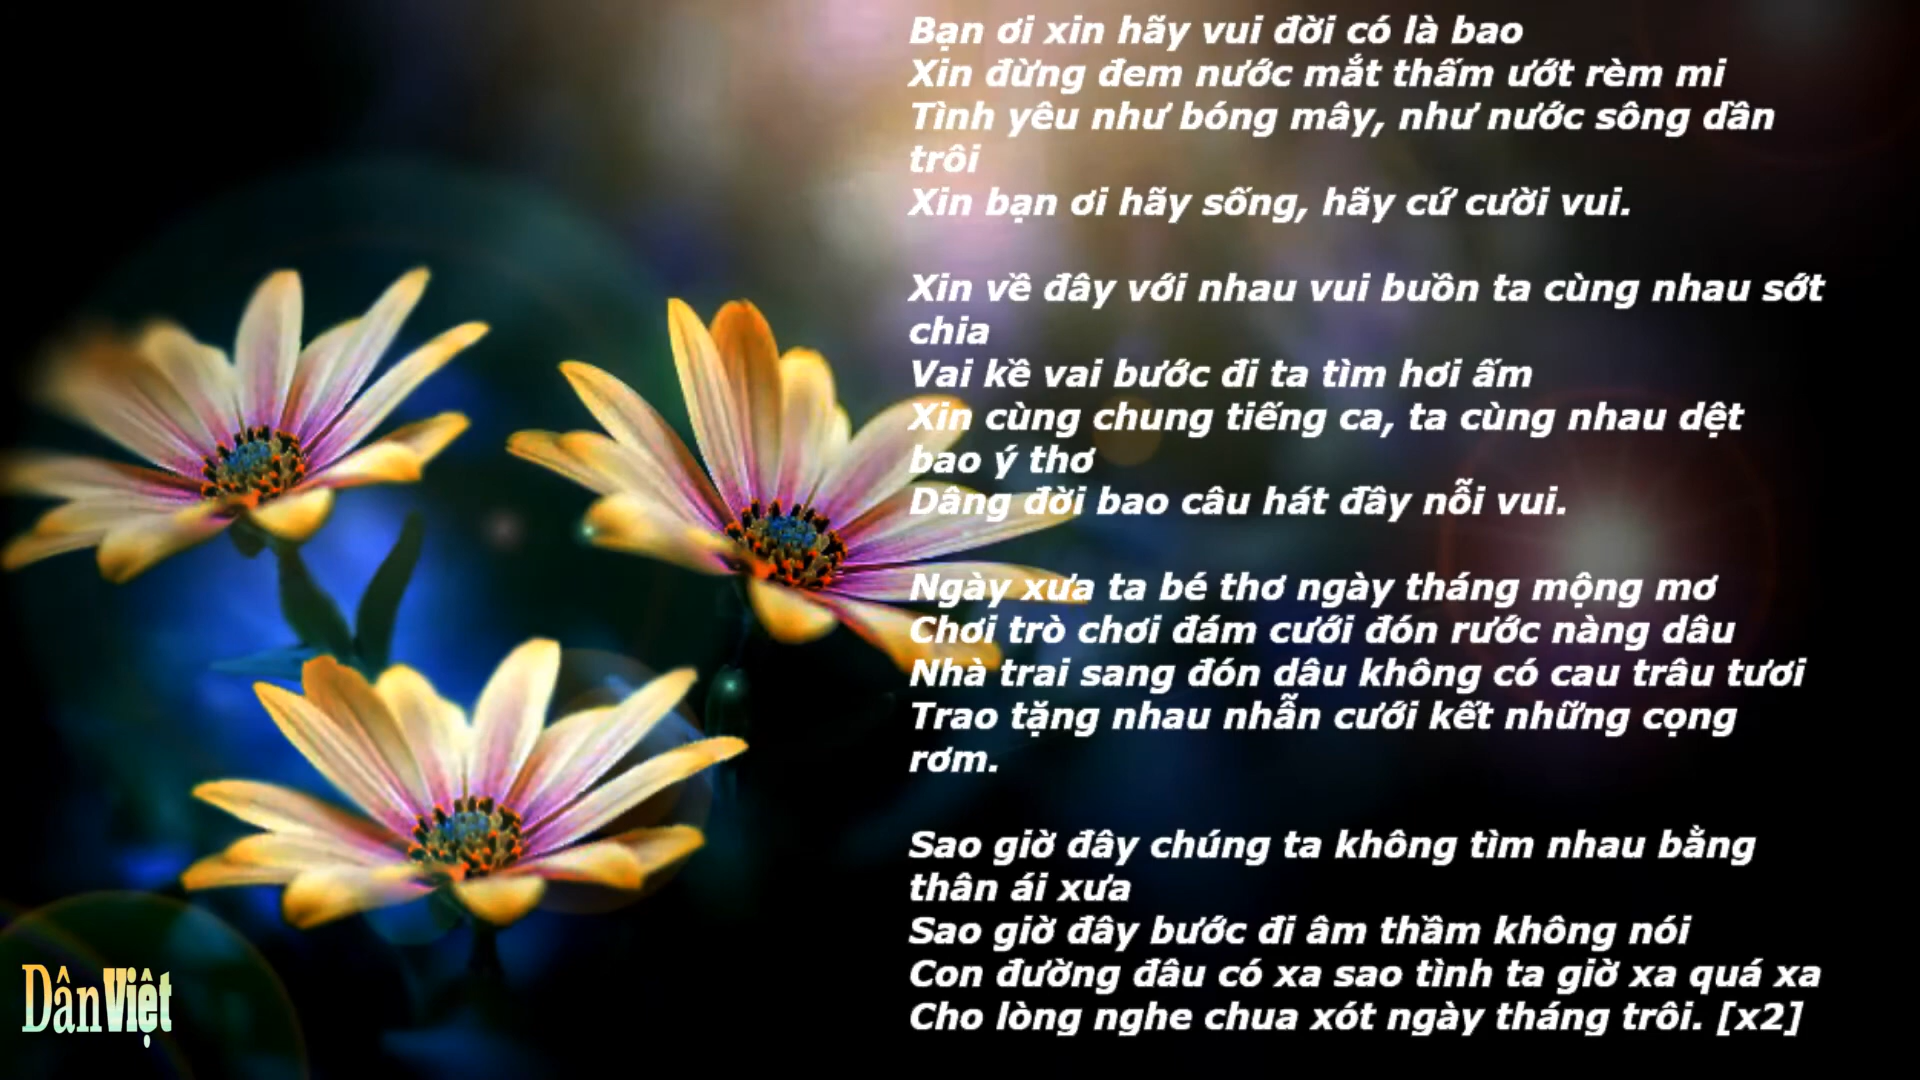 Bạn ơi xin hãy vui đời có là bao
Xin đừng đem nước mắt thấm ướt rèm mi
Tình yêu như bóng mây, như nước sông dần
trôi
Xin bạn ơi hãy sống, hãy cứ cười vui.
Xin về đây với nhau vui buồn ta cùng nhau sớt
chia
Vai kề vai bước đi ta tìm hơi ấm
Xin cùng chung tiếng ca, ta cùng nhau dệt
bao ý thơ
Dâng đời bao câu hát đầy nỗi vui.
Ngày xưa ta bé thơ ngày tháng mộng mơ
Chơi trò chơi đám cưới đón rước nàng dâu
Nhà trai sang đón dâu không có cau trâu tươi
Trao tặng nhau nhẫn cưới kết những cọng
rơm.
Sao giờ đây chúng ta không tìm nhau bằng
thân ái xưa
Sao giờ đây bước đi âm thầm không nói
Con đường đâu có xa sao tình ta giờ xa quá xa
Cho lòng nghe chua xót ngày tháng trôi. [x2]
Dân Việt